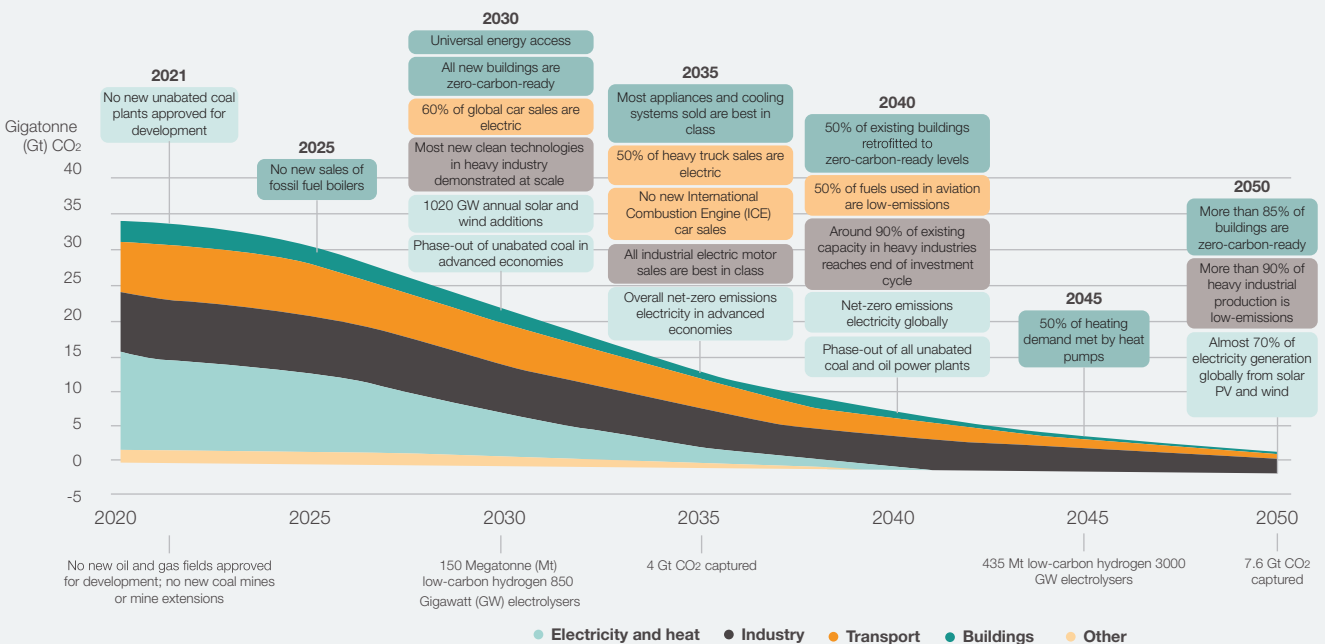 2030
Universal energy access
All new buildings are
zero-carbon-ready
60% of global car sales are
electric
Most new clean technologies
in heavy industry
demonstrated at scale
1020 GW annual solar and
wind additions
Phase-out of unabated coal in
advanced economies
2021
No new unabated coal
plants approved for
development
2025
No new sales of
fossil fuel boilers
2035
Most appliances and cooling
systems sold are best in
class
50% of heavy truck sales are
electric
No new International
Combustion Engine (ICE)
car sales
All industrial electric motor
sales are best in class
Overall net-zero emissions
electricity in advanced
economies
2040
50% of existing buildings
retrofitted to
zero-carbon-ready levels
50% of fuels used in aviation
are low-emissions
Around 90% of existing
capacity in heavy industries
reaches end of investment
cycle
Net-zero emissions
electricity globally
Phase-out of all unabated
coal and oil power plants
2045
50% of heating
demand met by heat
pumps
2050
More than 85% of
buildings are
zero-carbon-ready
More than 90% of
heavy industrial
production is
low-emissions
Almost 70% of
electricity generation
globally from solar
PV and wind
Gigatonne
(Gt) CO2
40
35
30
25
20
15
10
5
0
-5
2020
2025
2030
2035
2040
2045
2050
No new oil and gas fields approved
for development; no new coal mines
or mine extensions
150 Megatonne (Mt)
low-carbon hydrogen 850
Gigawatt (GW) electrolysers
4 Gt CO2 captured
435 Mt low-carbon hydrogen 3000
GW electrolysers
7.6 Gt CO2
captured
Electricity and heat
Industry
Transport
Buildings
Other